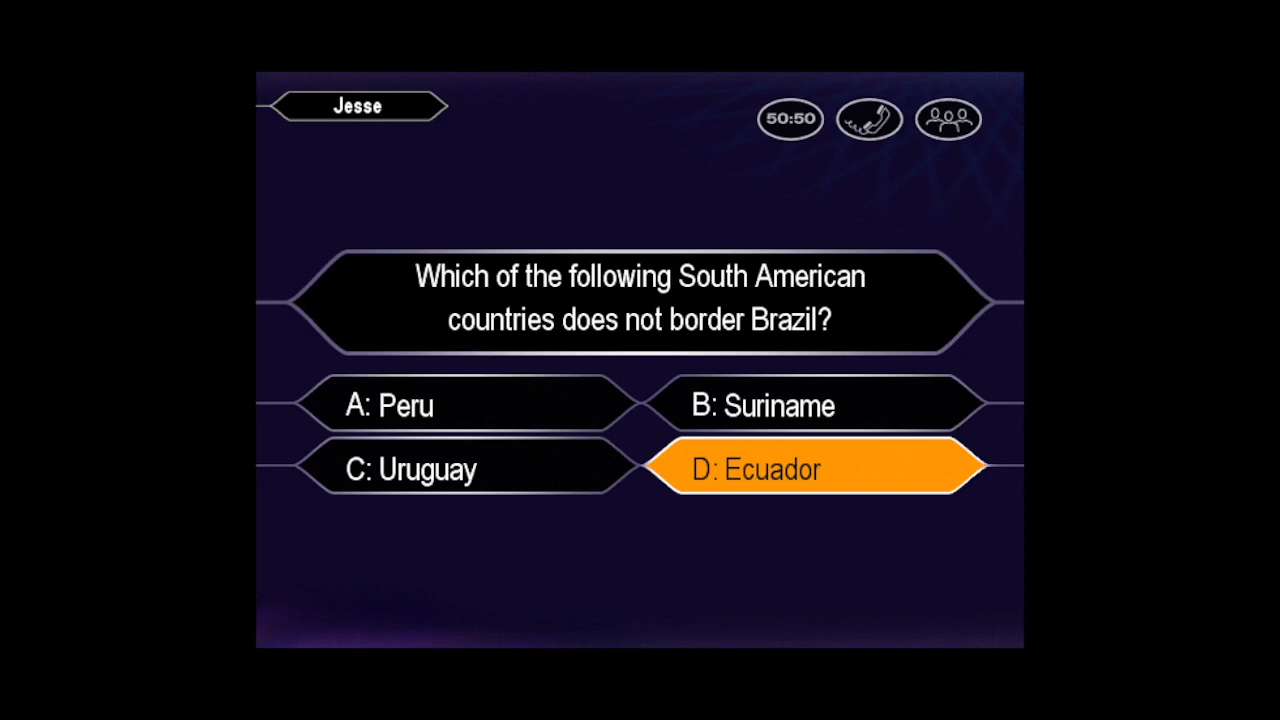 Jesse
50:50
Which of the following South American
countries does not border Brazil?
A: Peru
B: Suriname
C: Uruguay
D: Ecuador